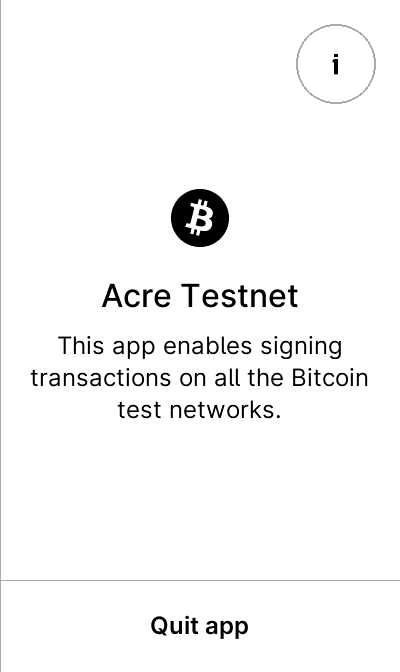 i
Acre Testnet
This app enables signing
transactions on all the Bitcoin
test networks.
Quit app